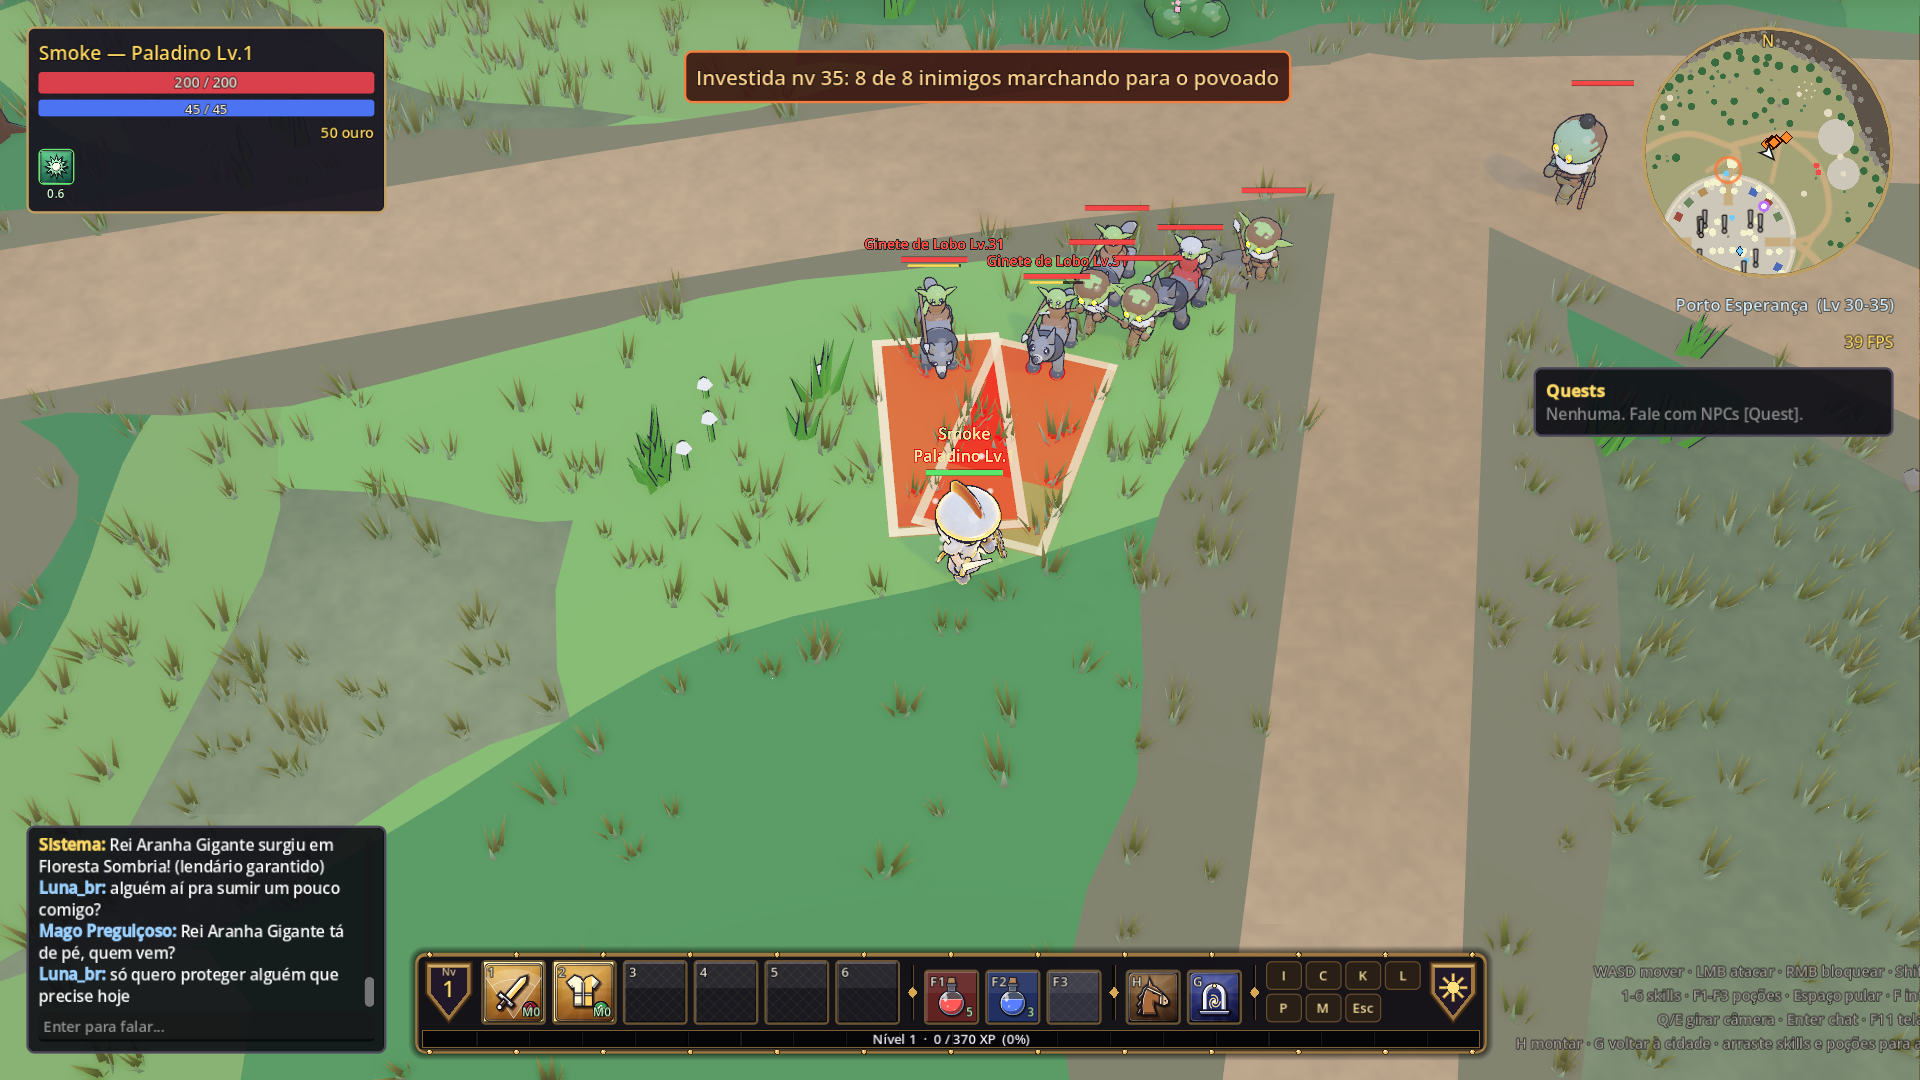 Smoke — Paladino Lv.1
200 / 200
45 / 45
50 ouro
0.6
Investida nv 35: 8 de 8 inimigos marchando para o povoado
N
Porto Esperança (Lv 30-35)
39 FPS
Quests
Nenhuma. Fale com NPCs [Quest].
Ginete de Lobo Lv.31
Ginete de Lobo Lv.31
Smoke
Paladino Lv.
Sistema: Rei Aranha Gigante surgiu em
Floresta Sombria! (lendário garantido)
Luna_br: alguém aí pra sumir um pouco
comigo?
Mago Preguiçoso: Rei Aranha Gigante tá
de pé, quem vem?
Luna_br: só quero proteger alguém que
precise hoje
Enter para falar...
Nv
1
1 M0
2 M0
3
4
5
6
F1 5
F2 3
F3
H
G
I C K L
P M Esc
Nível 1 · 0 / 370 XP (0%)
WASD mover · LMB atacar · RMB bloquear ·
1-6 skills · F1-F3 poções · Espaço pular · F
Q/E girar câmera · Enter chat · F11
H montar · G voltar à cidade · arraste skills e poções para